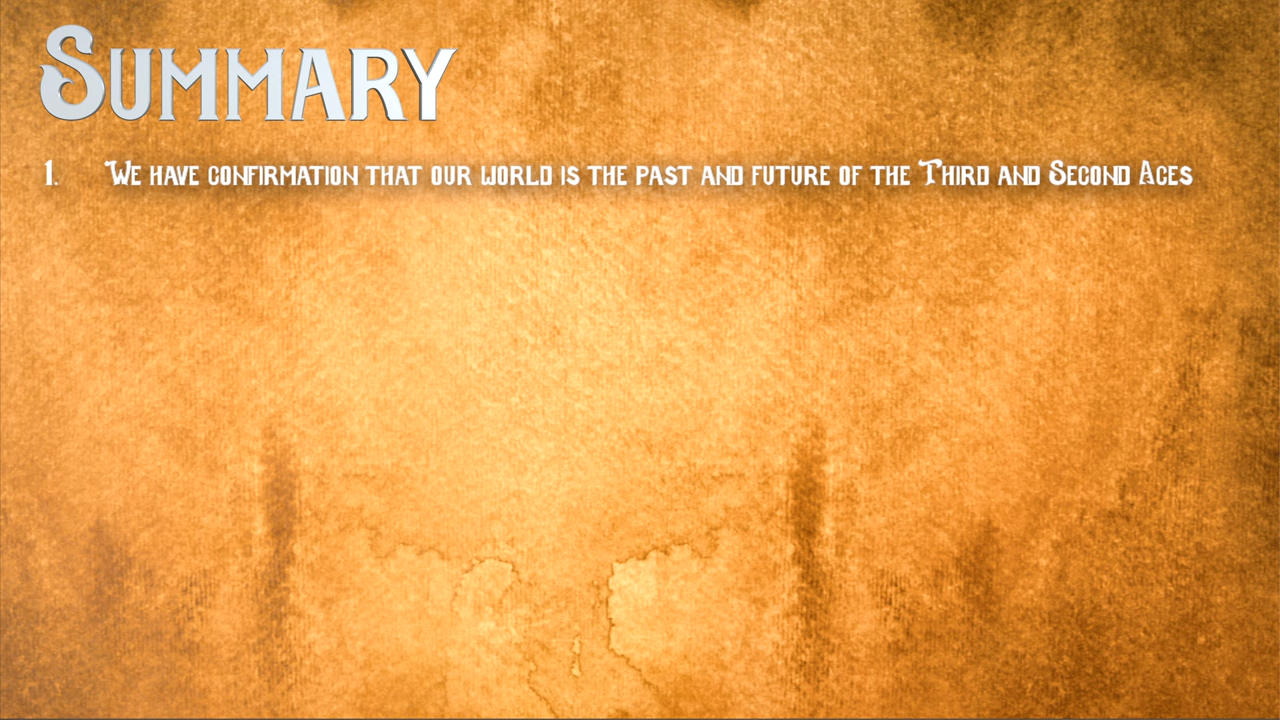 Summary
1. We have confirmation that our world is the past and future of the Third and Second Ages